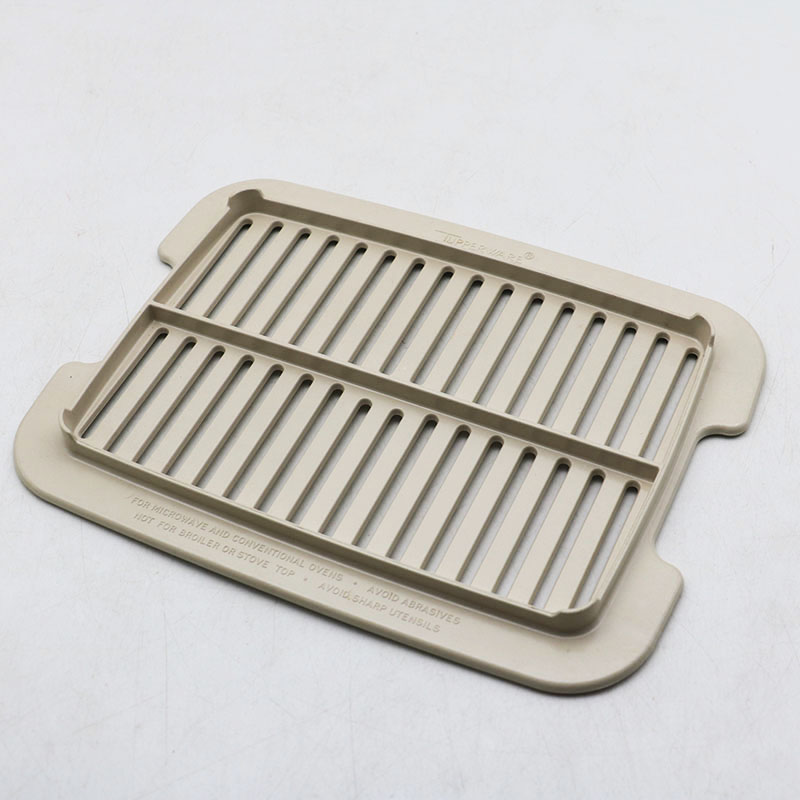 TUPPERWARE®
FOR MICROWAVE AND CONVENTIONAL OVENS • AVOID ABRASIVES
NOT FOR BROILER OR STOVE TOP • AVOID SHARP UTENSILS